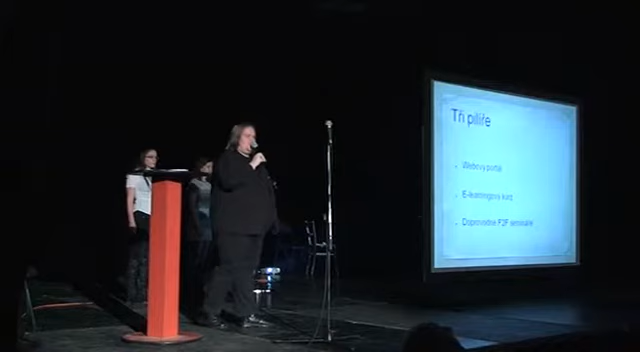 Tři pilíře
Webový portál
E-learningový kurz
Doprovodné F2F semináře